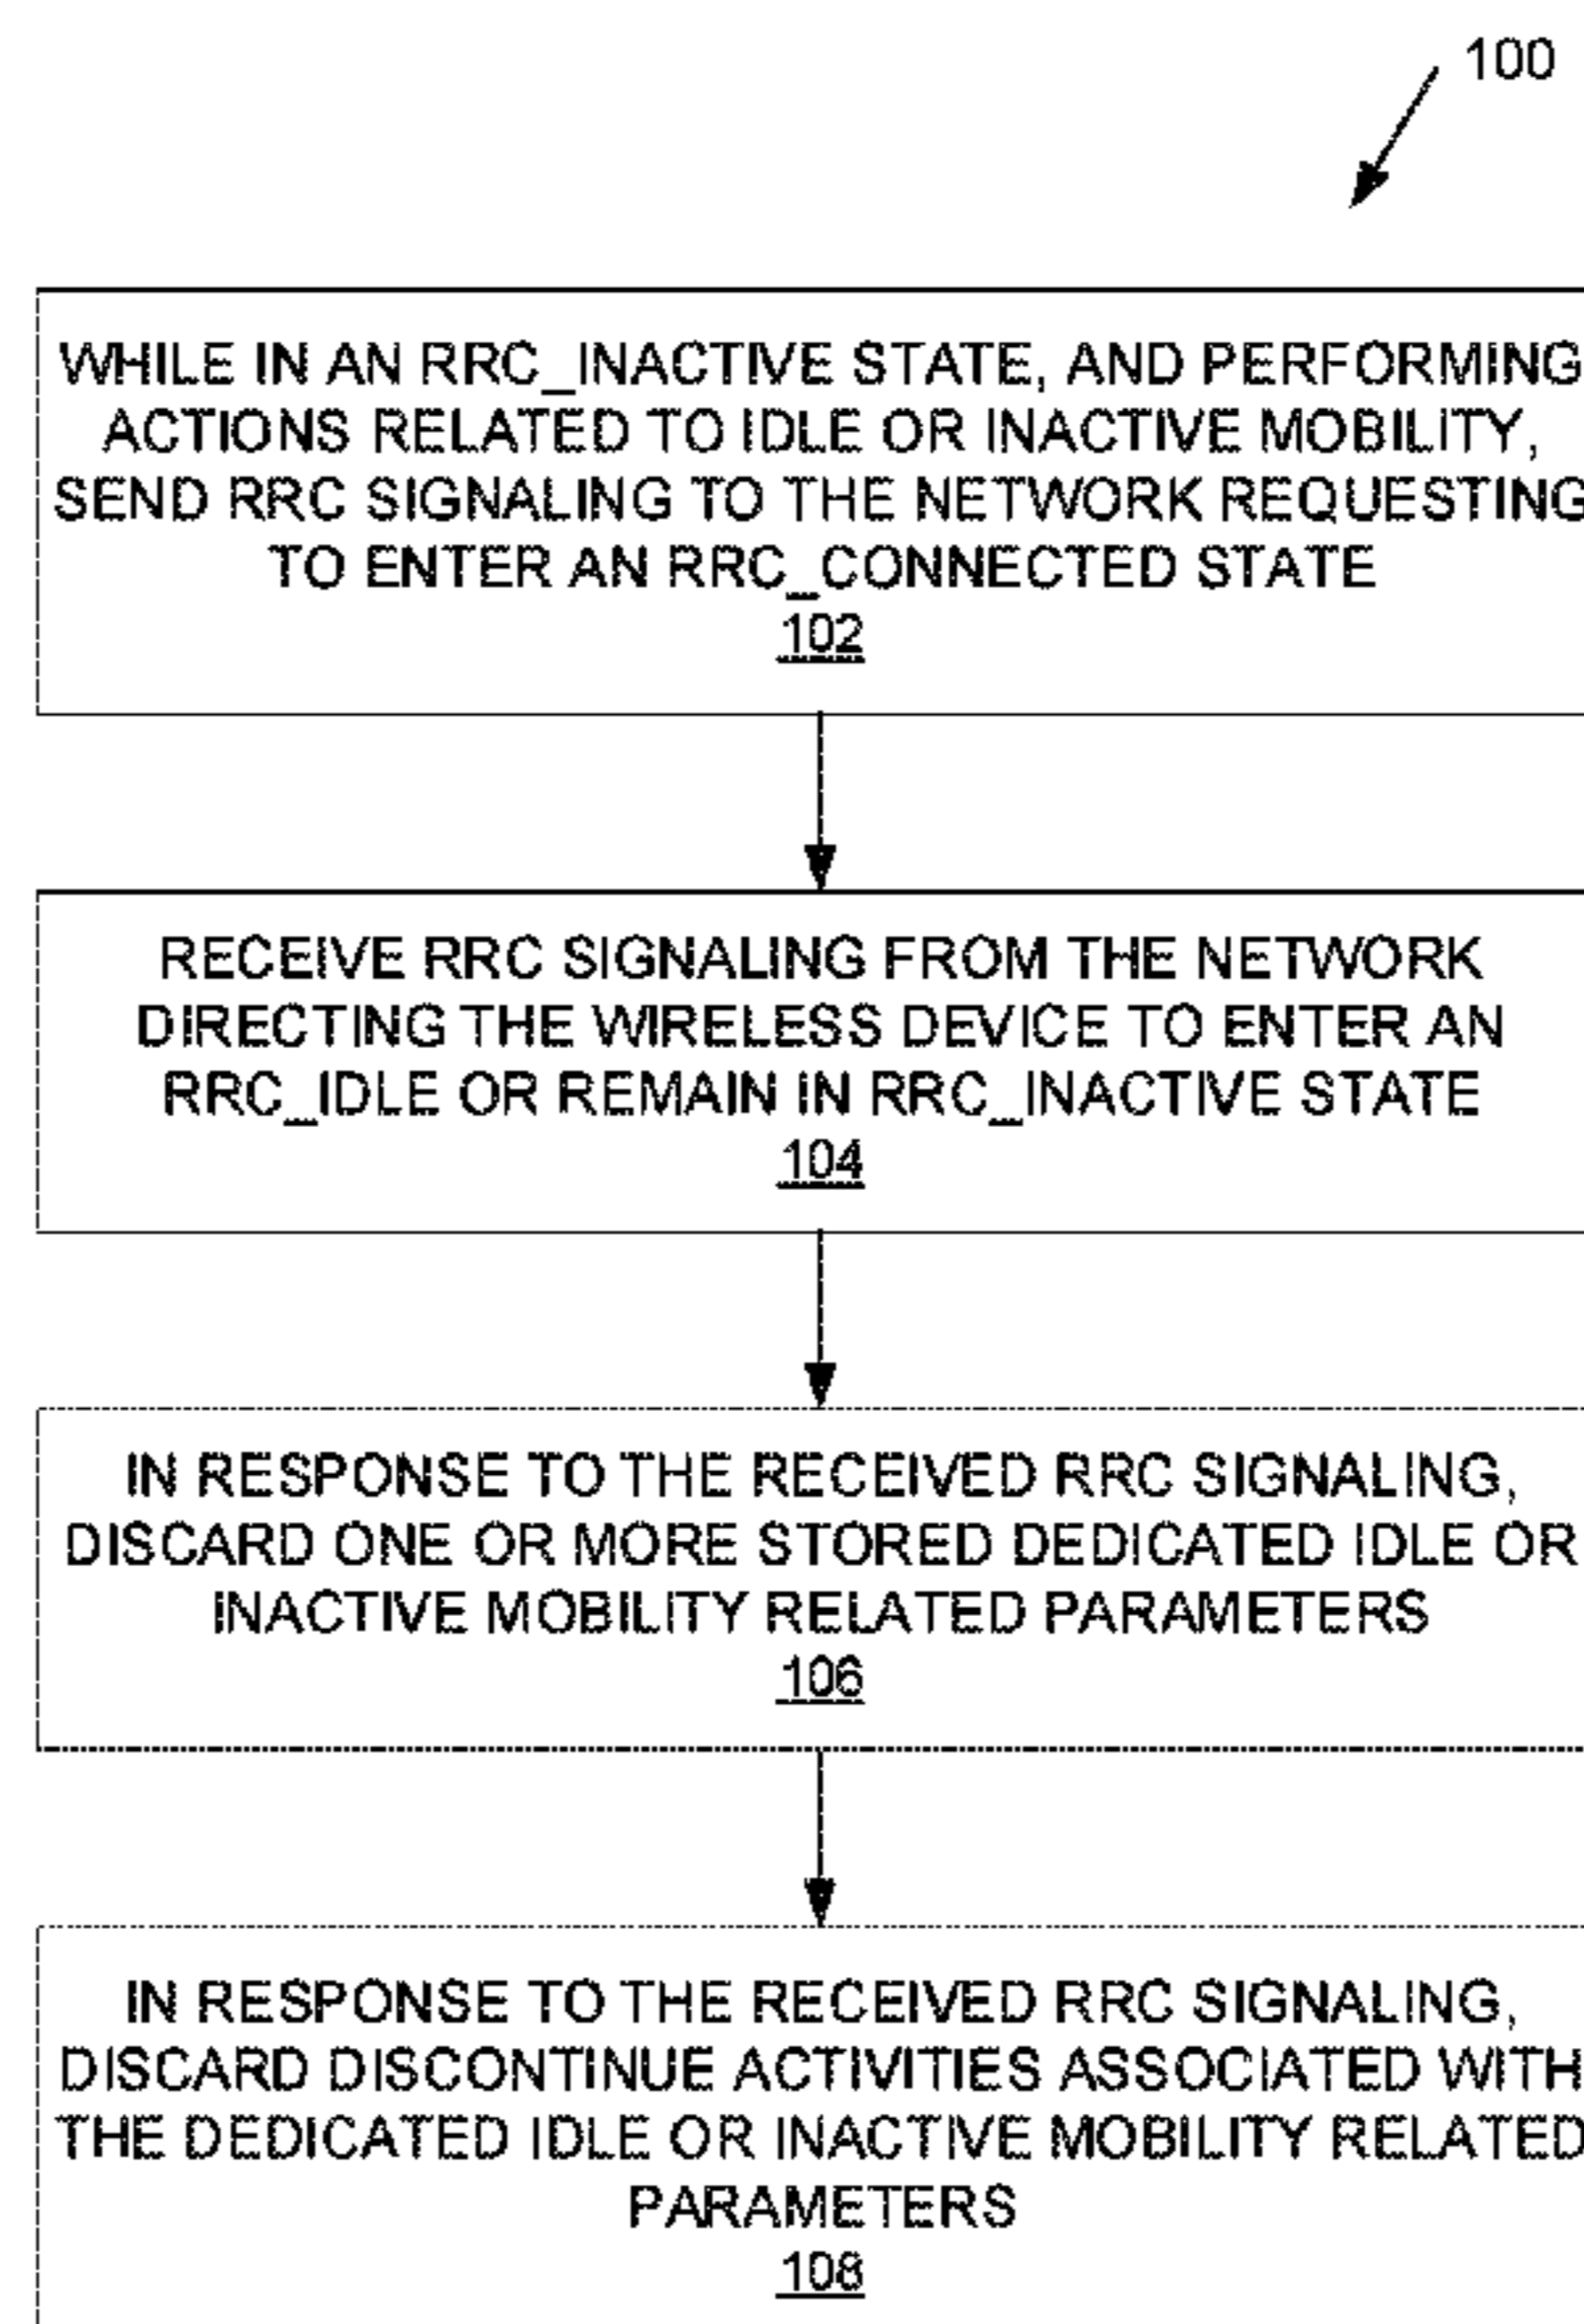 100
WHILE IN AN RRC_INACTIVE STATE, AND PERFORMING
ACTIONS RELATED TO IDLE OR INACTIVE MOBILITY,
SEND RRC SIGNALING TO THE NETWORK REQUESTING
TO ENTER AN RRC_CONNECTED STATE
102
RECEIVE RRC SIGNALING FROM THE NETWORK
DIRECTING THE WIRELESS DEVICE TO ENTER AN
RRC_IDLE OR REMAIN IN RRC_INACTIVE STATE
104
IN RESPONSE TO THE RECEIVED RRC SIGNALING,
DISCARD ONE OR MORE STORED DEDICATED IDLE OR
INACTIVE MOBILITY RELATED PARAMETERS
106
IN RESPONSE TO THE RECEIVED RRC SIGNALING,
DISCARD DISCONTINUE ACTIVITIES ASSOCIATED WITH
THE DEDICATED IDLE OR INACTIVE MOBILITY RELATED
PARAMETERS
108